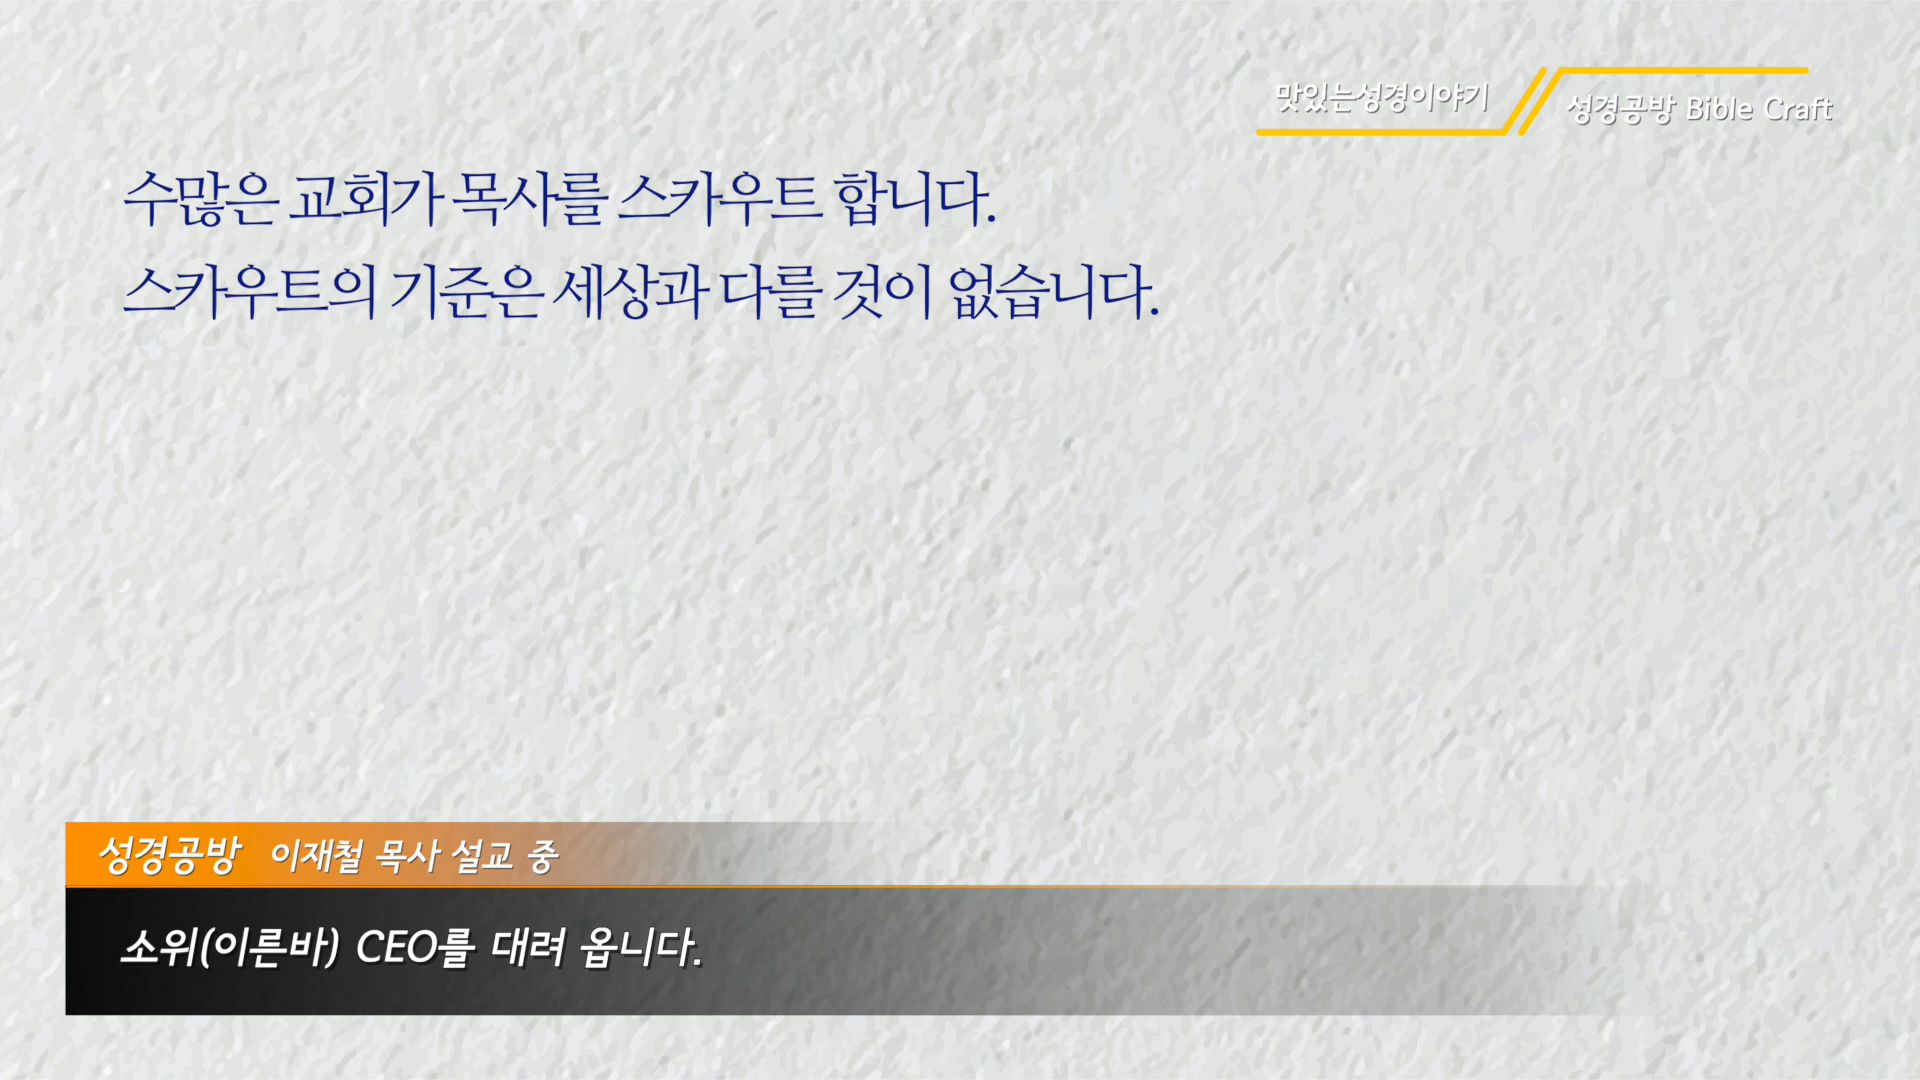 맛있는성경이야기
성경공방 Bible Craft
수많은 교회가 목사를 스카우트 합니다.
스카우트의 기준은 세상과 다를 것이 없습니다.
성경공방 이재철 목사 설교 중
소위(이른바) CEO를 대려 옵니다.